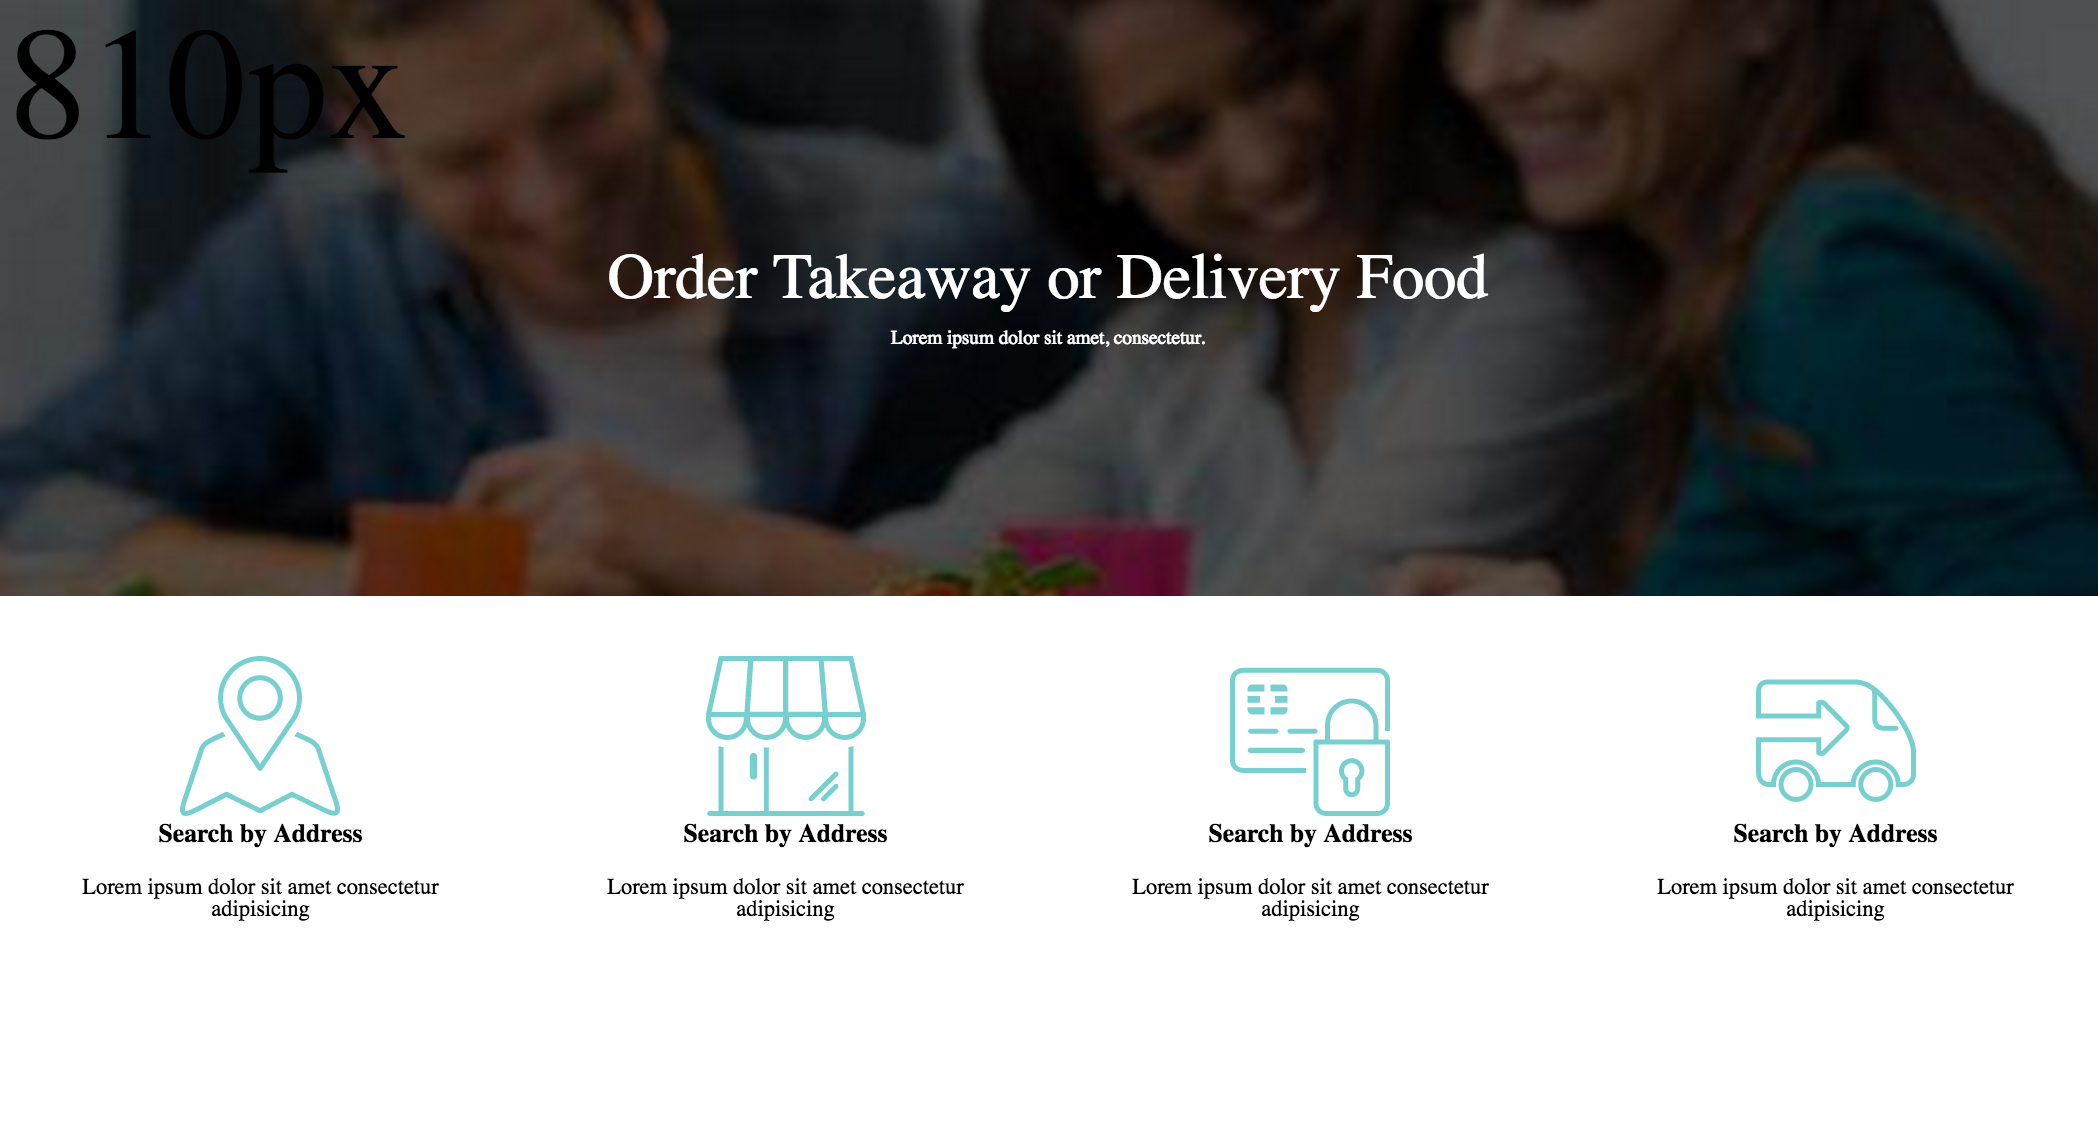 810px
Order Takeaway or Delivery Food
Lorem ipsum dolor sit amet, consectetur.
Search by Address
Lorem ipsum dolor sit amet consectetur
adipisicing
Search by Address
Lorem ipsum dolor sit amet consectetur
adipisicing
Search by Address
Lorem ipsum dolor sit amet consectetur
adipisicing
Search by Address
Lorem ipsum dolor sit amet consectetur
adipisicing